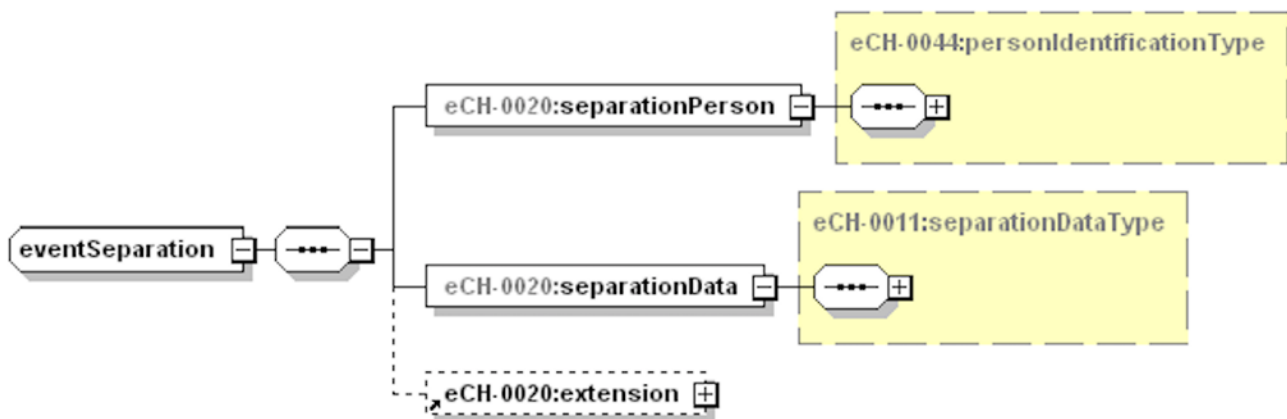 eCH-0044:personIdentificationType
eCH-0020:separationPerson
eCH-0011:separationDataType
eventSeparation
eCH-0020:separationData
eCH-0020:extension